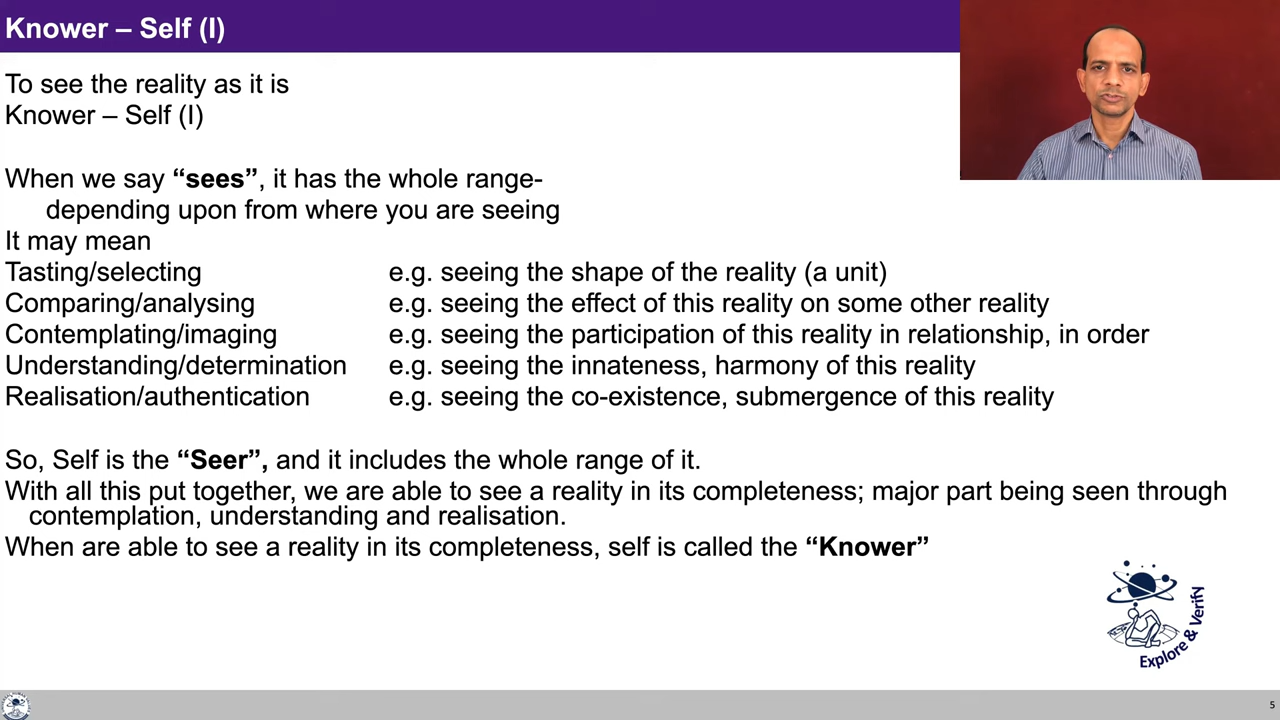 Knower – Self (I)
To see the reality as it is
Knower – Self (I)
When we say “sees”, it has the whole range-
depending upon from where you are seeing
It may mean
Tasting/selecting e.g. seeing the shape of the reality (a unit)
Comparing/analysing e.g. seeing the effect of this reality on some other reality
Contemplating/imaging e.g. seeing the participation of this reality in relationship, in order
Understanding/determination e.g. seeing the innateness, harmony of this reality
Realisation/authentication e.g. seeing the co-existence, submergence of this reality
So, Self is the “Seer”, and it includes the whole range of it.
With all this put together, we are able to see a reality in its completeness; major part being seen through
contemplation, understanding and realisation.
When are able to see a reality in its completeness, self is called the “Knower”
Explore & Verify
5